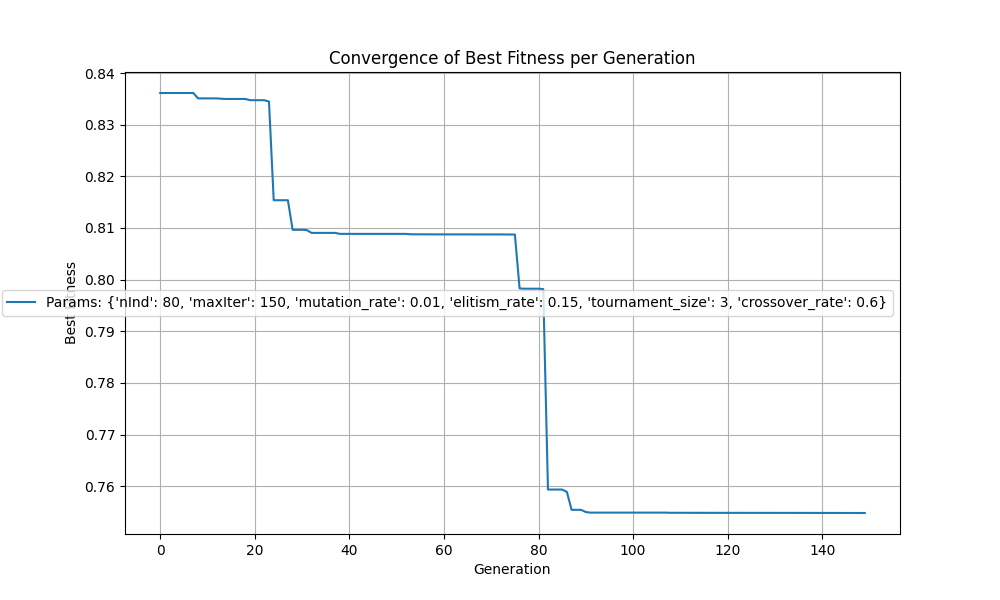 Convergence of Best Fitness per Generation
0.84
0.83
0.82
0.81
0.80
0.79
0.78
0.77
0.76
Best Fitness
Params: {'nInd': 80, 'maxIter': 150, 'mutation_rate': 0.01, 'elitism_rate': 0.15, 'tournament_size': 3, 'crossover_rate': 0.6}
0 20 40 60 80 100 120 140
Generation